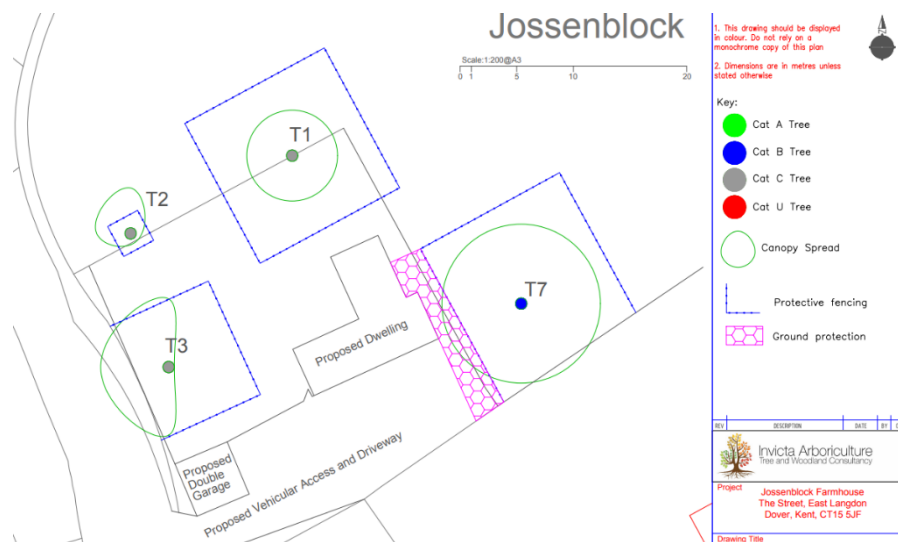 Jossenblock
Scale:1:200@A3
0 1 5 10 20
T1
T2
T3
T7
Proposed Dwelling
Proposed
Double
Garage
Proposed Vehicular Access and Driveway
1. This drawing should be displayed
in colour. Do not rely on a
monochrome copy of this plan
2. Dimensions are in metres unless
stated otherwise
Key:
Cat A Tree
Cat B Tree
Cat C Tree
Cat U Tree
Canopy Spread
Protective fencing
Ground protection
REV DESCRIPTION DATE BY
Invicta Arboriculture
Tree and Woodland Consultancy
Project
Jossenblock Farmhouse
The Street, East Langdon
Dover, Kent, CT15 5JF
Drawing Title